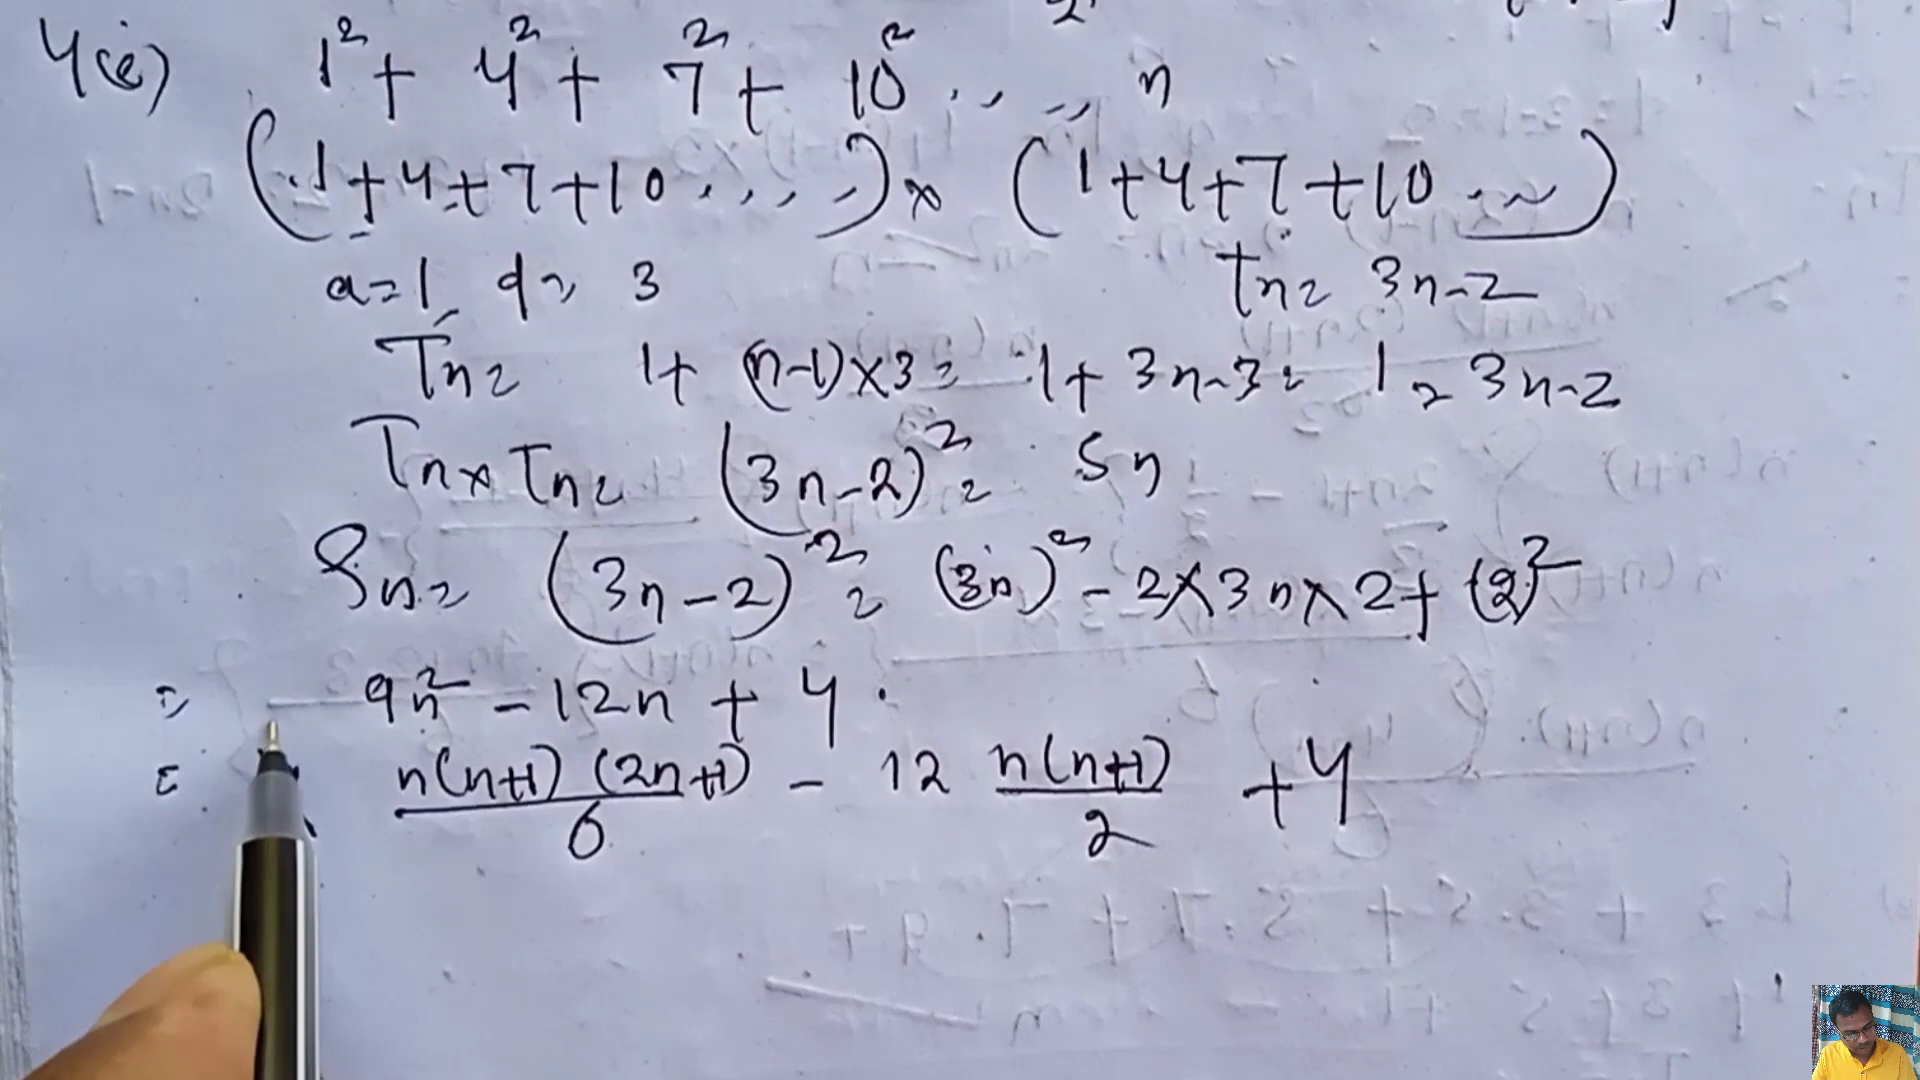 4(c) 1² + 4² + 7² + 10² ..... n
(1+4+7+10.....) × (1+4+7+10 ...)
a=1, d= 3 Tn= 3n-2
Tn= 1+ (n-1)×3= 1+3n-3= 1= 3n-2
Tn×Tn= (3n-2)²= Sn
Sn= (3n-2)²= (3n)²-2×3n×2+(2)²
= 9n²-12n+4
= n(n+1)(2n+1)/6 - 12 n(n+1)/2 +4